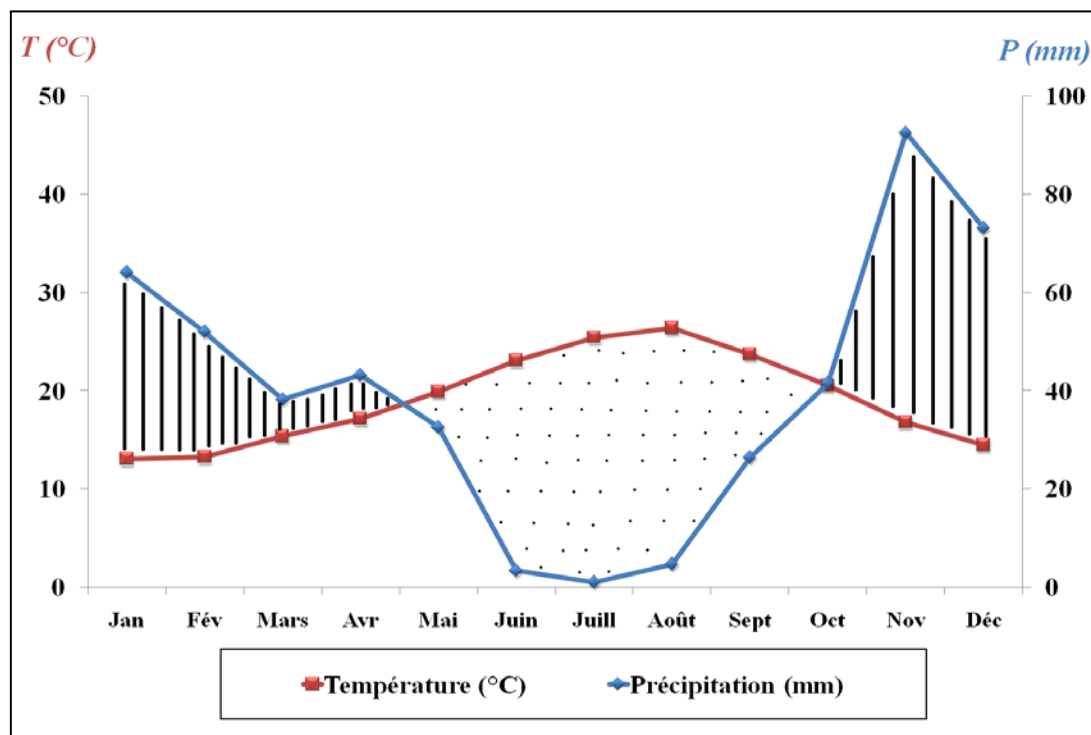 T (°C) P (mm)
50 100
40 80
30 60
20 40
10 20
0 0
Jan Fév Mars Avr Mai Juin Juill Août Sept Oct Nov Déc
Température (°C) Précipitation (mm)